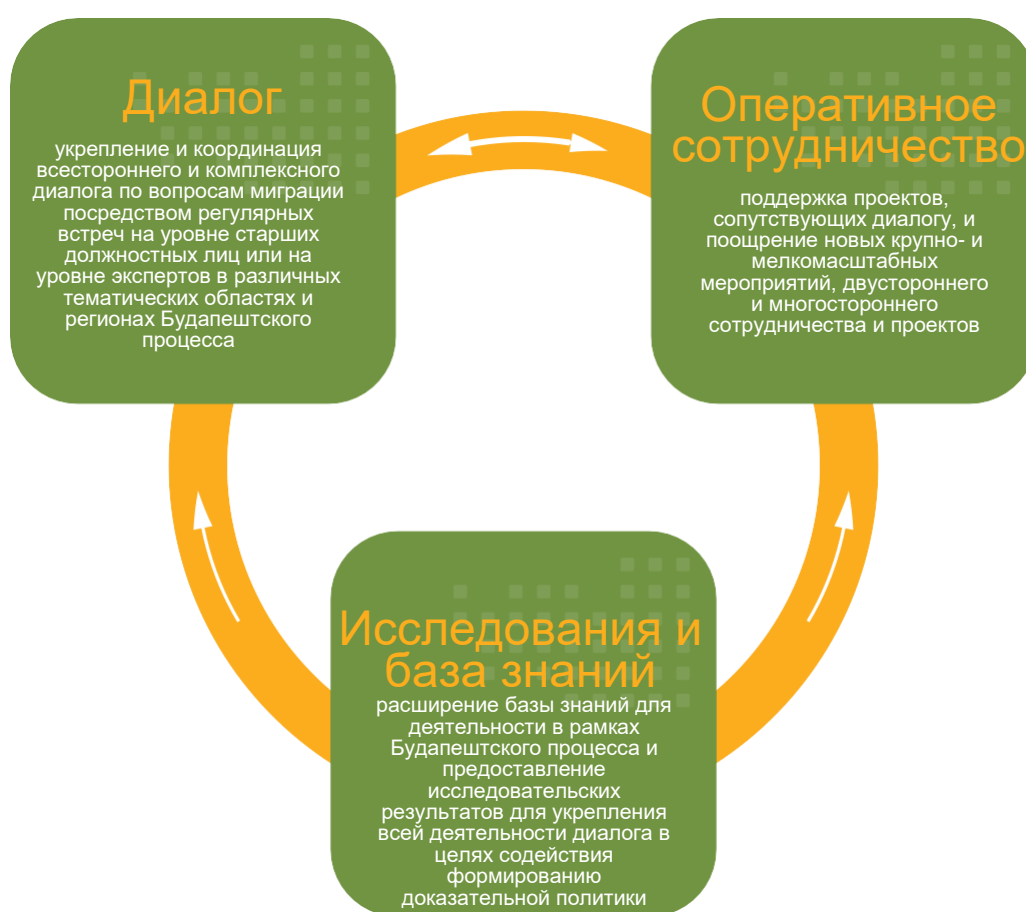 Диалог
укрепление и координация
всестороннего и комплексного
диалога по вопросам миграции
посредством регулярных
встреч на уровне старших
должностных лиц или на
уровне экспертов в различных
тематических областях и
регионах Будапештского
процесса
Оперативное
сотрудничество
поддержка проектов,
сопутствующих диалогу, и
поощрение новых крупно- и
мелкомасштабных
мероприятий, двустороннего
и многостороннего
сотрудничества и проектов
Исследования и
база знаний
расширение базы знаний для
деятельности в рамках
Будапештского процесса и
предоставление
исследовательских
результатов для укрепления
всей деятельности диалога в
целях содействия
формированию
доказательной политики